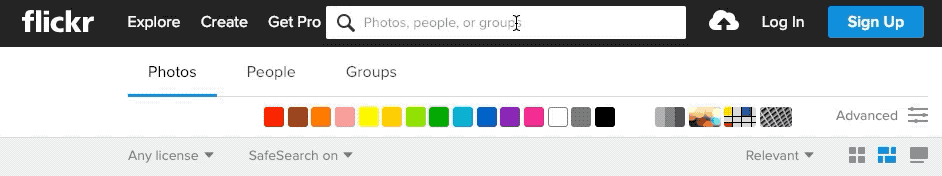 flickr Explore Create Get Pro Photos, people, or groups Log In Sign Up
Photos People Groups
Advanced
Any license SafeSearch on Relevant